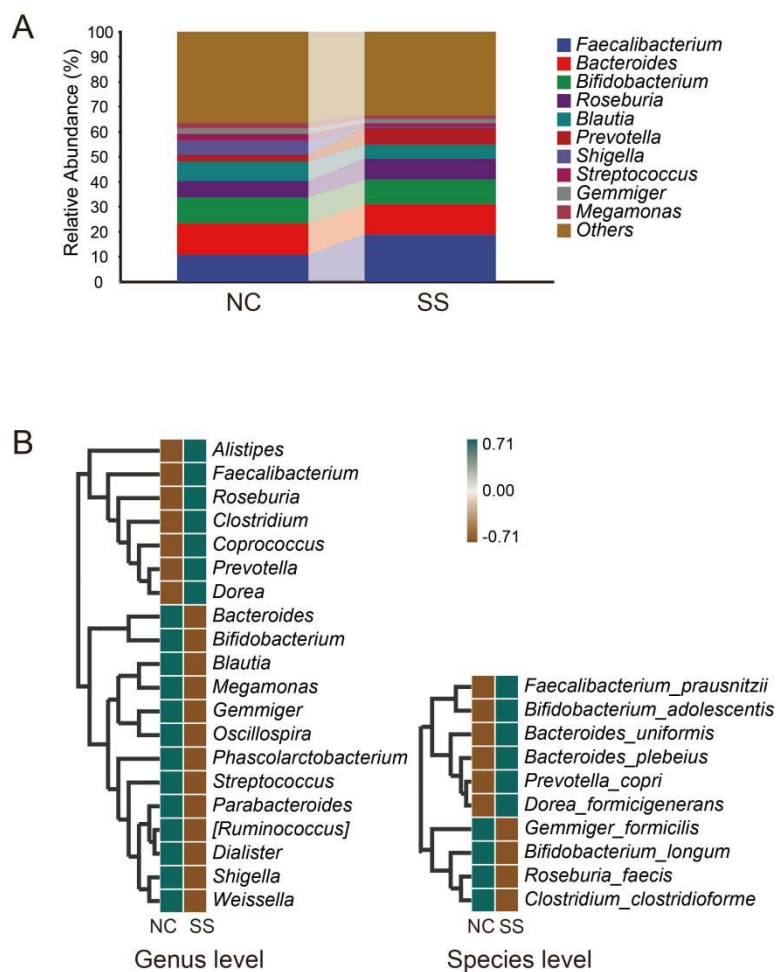 A
Relative Abundance (%)
100
90
80
70
60
50
40
30
20
10
0
NC
SS
Faecalibacterium
Bacteroides
Bifidobacterium
Roseburia
Blautia
Prevotella
Shigella
Streptococcus
Gemmiger
Megamonas
Others
B
Alistipes
Faecalibacterium
Roseburia
Clostridium
Coprococcus
Prevotella
Dorea
Bacteroides
Bifidobacterium
Blautia
Megamonas
Gemmiger
Oscillospira
Phascolarctobacterium
Streptococcus
Parabacteroides
[Ruminococcus]
Dialister
Shigella
Weissella
NC SS
Genus level
0.71
0.00
-0.71
Faecalibacterium_prausnitzii
Bifidobacterium_adolescentis
Bacteroides_uniformis
Bacteroides_plebeius
Prevotella_copri
Dorea_formicigenerans
Gemmiger_formicilis
Bifidobacterium_longum
Roseburia_faecis
Clostridium_clostridioforme
NC SS
Species level